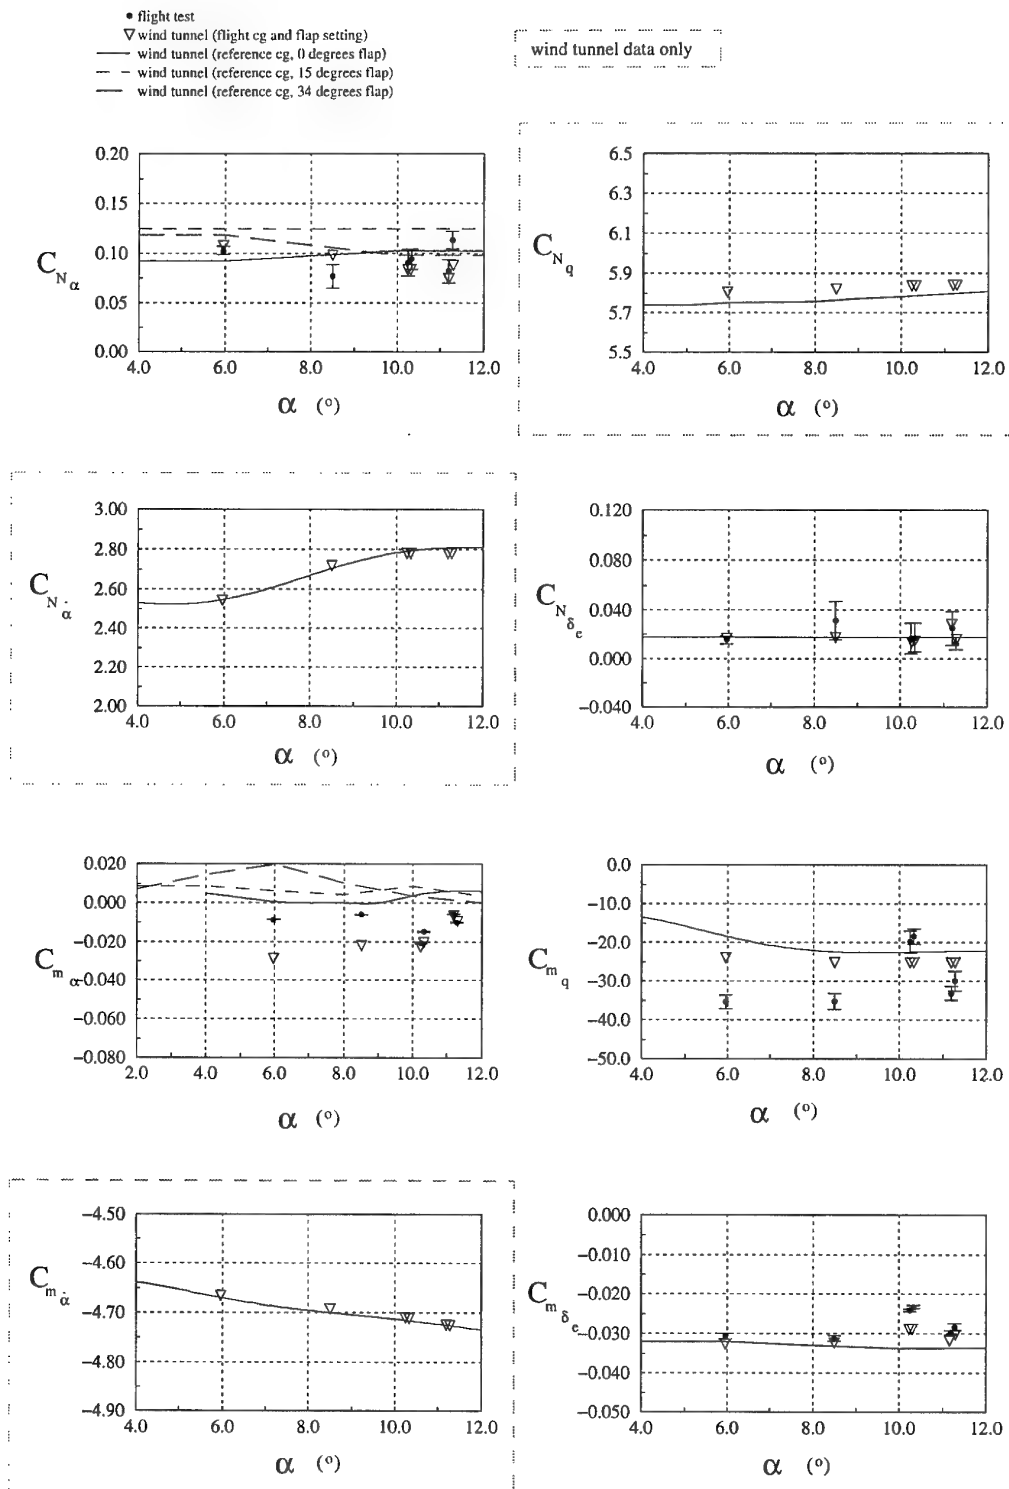 flight test
wind tunnel (flight cg and flap setting)
wind tunnel (reference cg, 0 degrees flap)
wind tunnel (reference cg, 15 degrees flap)
wind tunnel (reference cg, 34 degrees flap)
wind tunnel data only
C_N_α
0.20
0.15
0.10
0.05
0.00
4.0 6.0 8.0 10.0 12.0
α (°)
C_N_q
6.5
6.3
6.1
5.9
5.7
5.5
4.0 6.0 8.0 10.0 12.0
α (°)
C_N_α̇
3.00
2.80
2.60
2.40
2.20
2.00
4.0 6.0 8.0 10.0 12.0
α (°)
C_N_δ_e
0.120
0.080
0.040
0.000
−0.040
4.0 6.0 8.0 10.0 12.0
α (°)
C_m_α
0.020
0.000
−0.020
−0.040
−0.060
−0.080
2.0 4.0 6.0 8.0 10.0 12.0
α (°)
C_m_q
0.0
−10.0
−20.0
−30.0
−40.0
−50.0
4.0 6.0 8.0 10.0 12.0
α (°)
C_m_α̇
−4.50
−4.60
−4.70
−4.80
−4.90
4.0 6.0 8.0 10.0 12.0
α (°)
C_m_δ_e
0.000
−0.010
−0.020
−0.030
−0.040
−0.050
4.0 6.0 8.0 10.0 12.0
α (°)